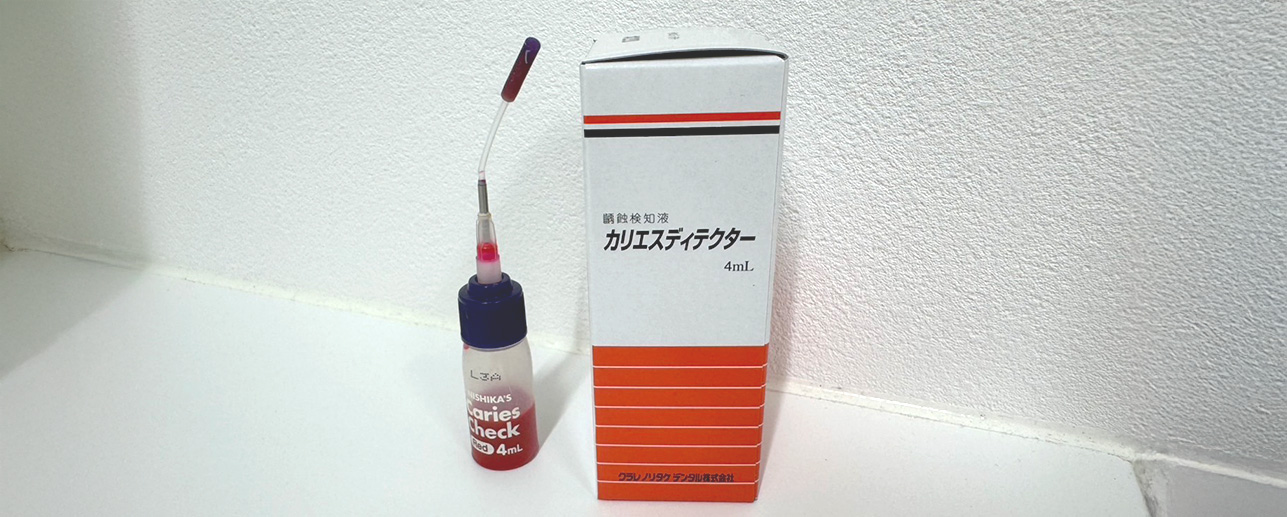 L3A
SHIKA'S
Caries
Check
Red 4mL
齲蝕検知液
カリエスディテクター
4mL
クラレノリタケデンタル株式会社